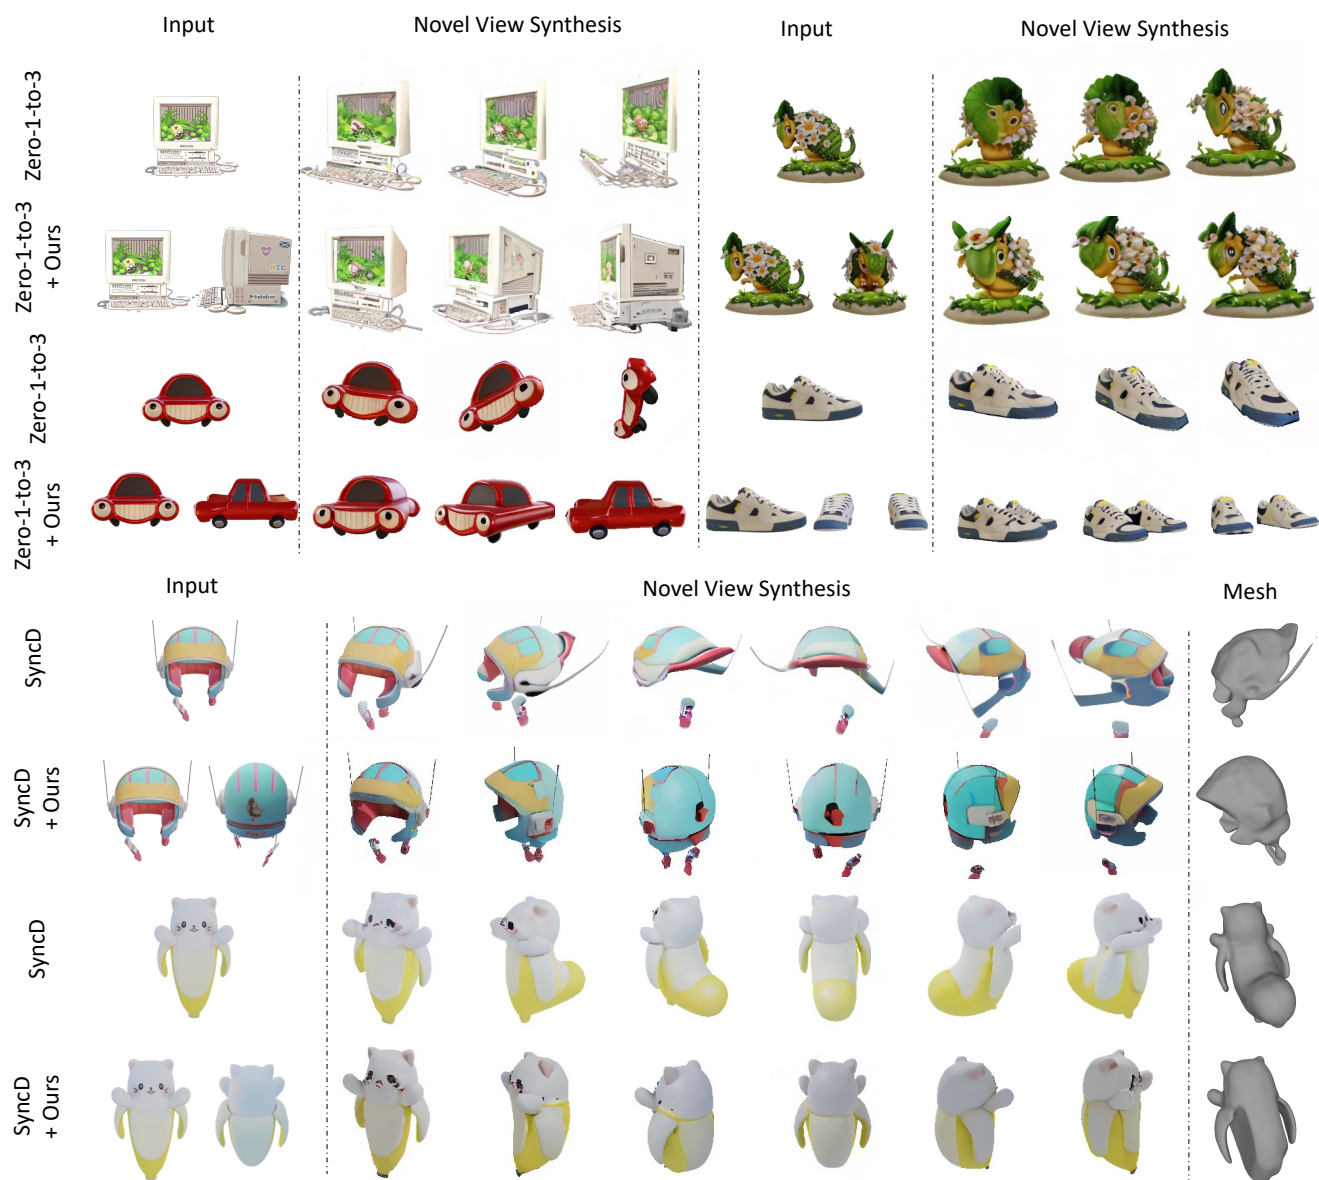 Input
Novel View Synthesis
Input
Novel View Synthesis
Zero-1-to-3
Zero-1-to-3
+ Ours
Zero-1-to-3
Zero-1-to-3
+ Ours
Input
Novel View Synthesis
Mesh
SyncD
SyncD
+ Ours
SyncD
SyncD
+ Ours